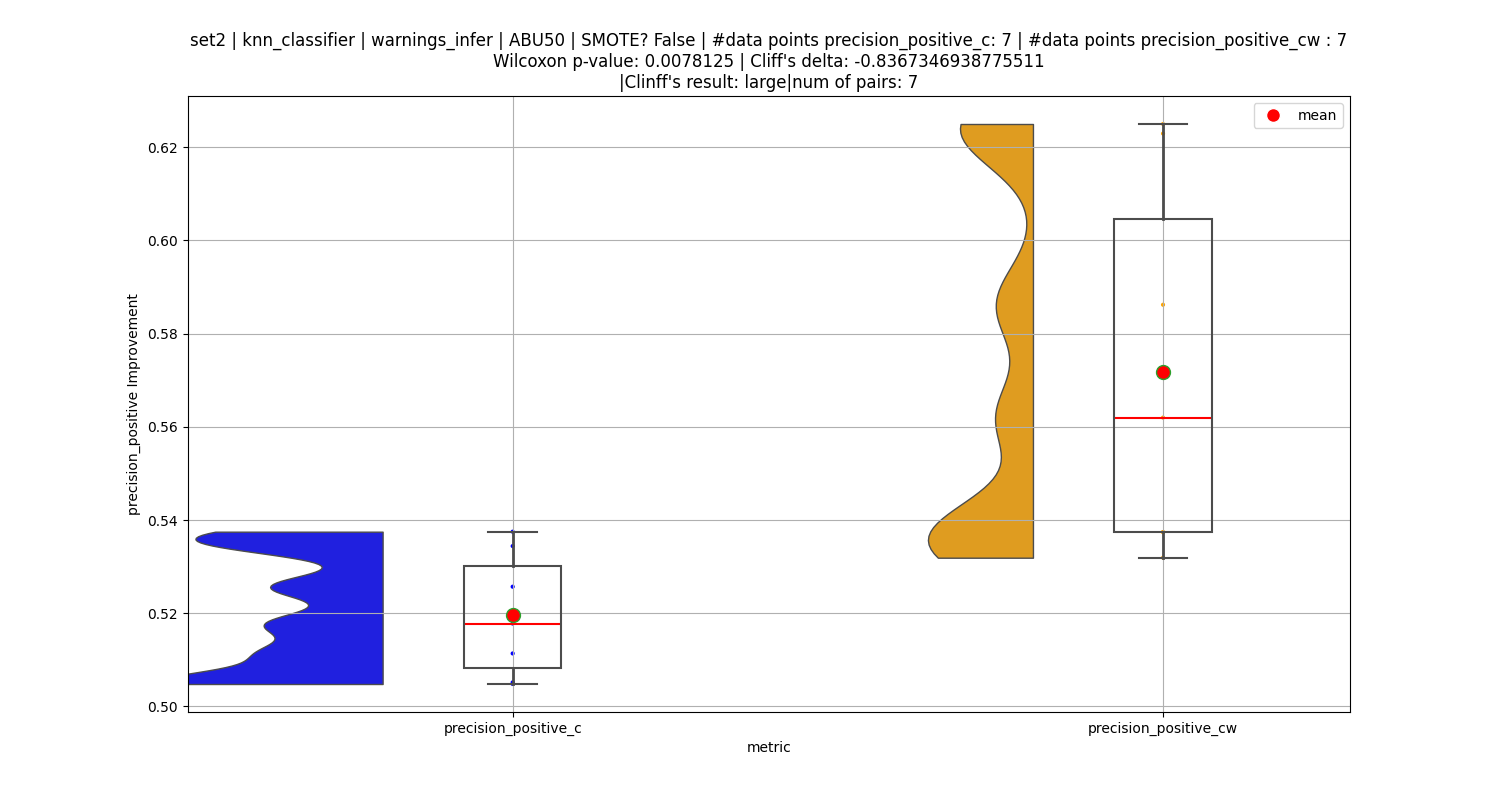 set2 | knn_classifier | warnings_infer | ABU50 | SMOTE? False | #data points precision_positive_c: 7 | #data points precision_positive_cw : 7
Wilcoxon p-value: 0.0078125 | Cliff's delta: -0.8367346938775511
|Clinff's result: large|num of pairs: 7
mean
0.62
0.60
0.58
0.56
0.54
0.52
0.50
precision_positive Improvement
precision_positive_c
precision_positive_cw
metric